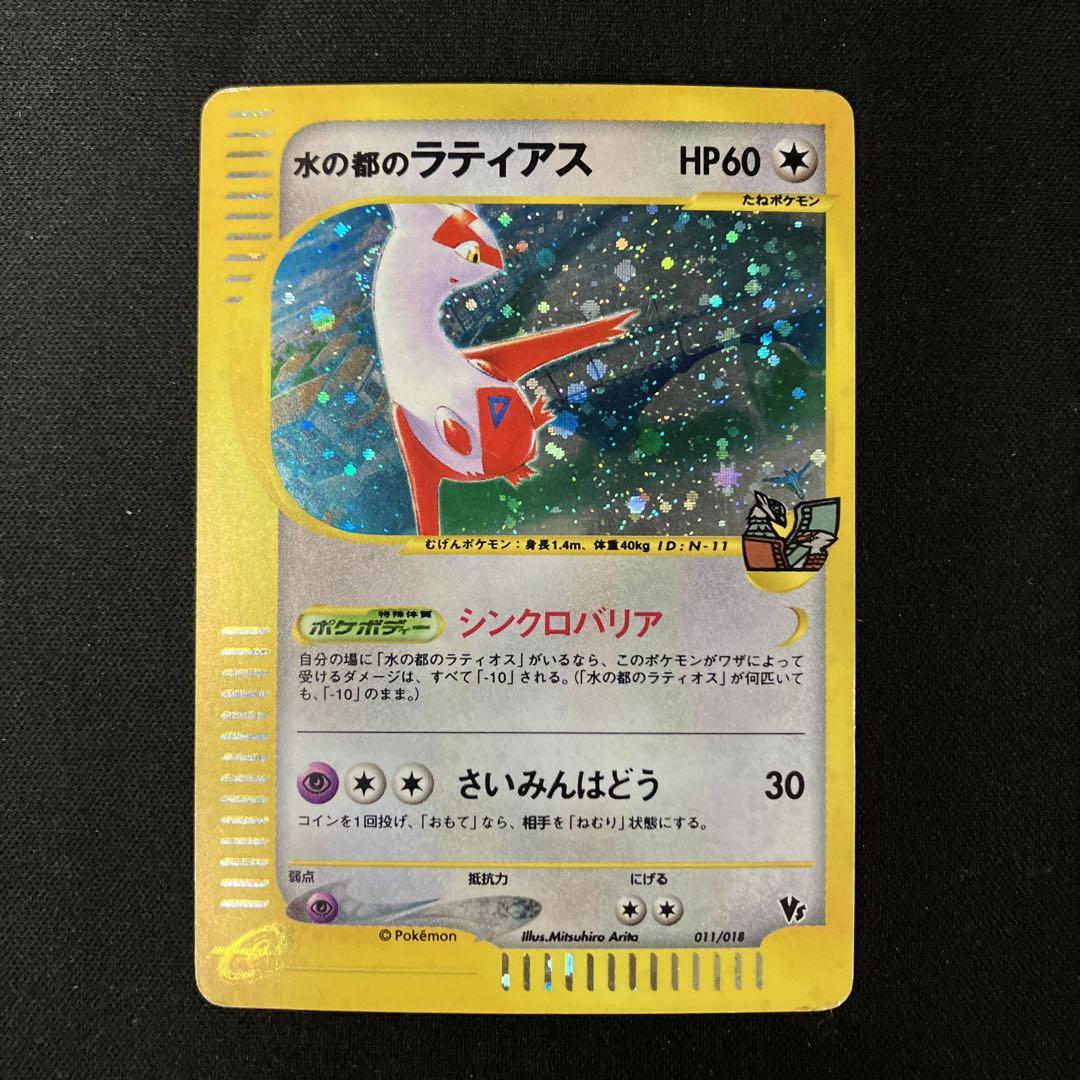 水の都のラティアス HP60
たねポケモン
むげんポケモン：身長1.4m、体重40kg ID：N-11
特殊体質
ポケボディー シンクロバリア
自分の場に「水の都のラティオス」がいるなら、このポケモンがワザによって
受けるダメージは、すべて「-10」される。（「水の都のラティオス」が何匹いて
も、「-10」のまま。）
さいみんはどう 30
コインを1回投げ、「おもて」なら、相手を「ねむり」状態にする。
弱点 抵抗力 にげる
VS
©Pokémon illus.Mitsuhiro Arita 011/018